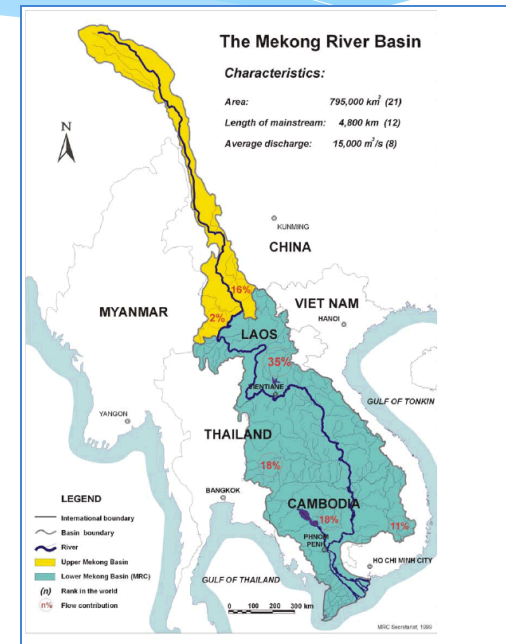 The Mekong River Basin
Characteristics:
Area: 795,000 km² (21)
Length of mainstream: 4,800 km (12)
Average discharge: 15,000 m³/s (8)
N
KUNMING
CHINA
16%
VIET NAM
MYANMAR
2%
HANOI
LAOS
35%
VIENTIANE
GULF OF TONKIN
YANGON
THAILAND
18%
BANGKOK
CAMBODIA
18%
11%
PHNOM
PENH
HO CHI MINH CITY
GULF OF THAILAND
LEGEND
International boundary
Basin boundary
River
Upper Mekong Basin
Lower Mekong Basin (MRC)
(n) Rank in the world
n% Flow contribution
0 100 200 300 km
MRC Secretariat, 1999